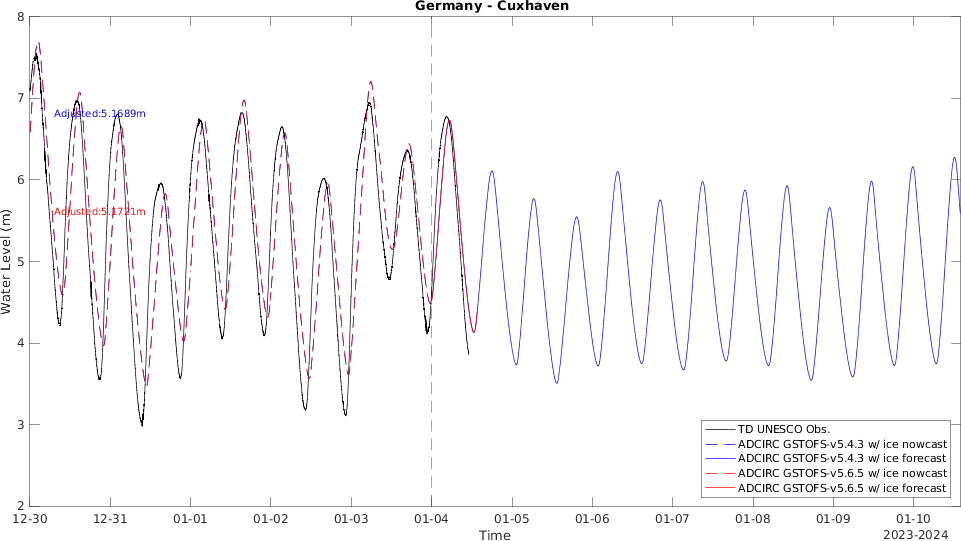 Germany - Cuxhaven
8
7
6
5
4
3
2
Water Level (m)
Adjusted:5.1689m
Adjusted:5.1721m
12-30
12-31
01-01
01-02
01-03
01-04
01-05
01-06
01-07
01-08
01-09
01-10
Time
2023-2024
TD UNESCO Obs.
ADCIRC GSTOFS-v5.4.3 w/ ice nowcast
ADCIRC GSTOFS-v5.4.3 w/ ice forecast
ADCIRC GSTOFS-v5.6.5 w/ ice nowcast
ADCIRC GSTOFS-v5.6.5 w/ ice forecast